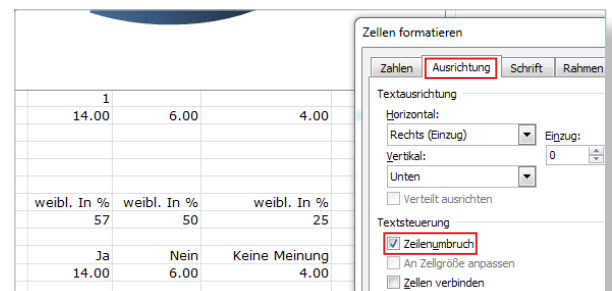 Zellen formatieren
Zahlen Ausrichtung Schrift Rahmen
Textausrichtung
Horizontal:
Rechts (Einzug) Einzug:
Vertikal: 0
Unten
Verteilt ausrichten
Textsteuerung
Zeilenumbruch
An Zellgröße anpassen
Zellen verbinden
1
14.00 6.00 4.00
weibl. In % weibl. In % weibl. In %
57 50 25
Ja Nein Keine Meinung
14.00 6.00 4.00